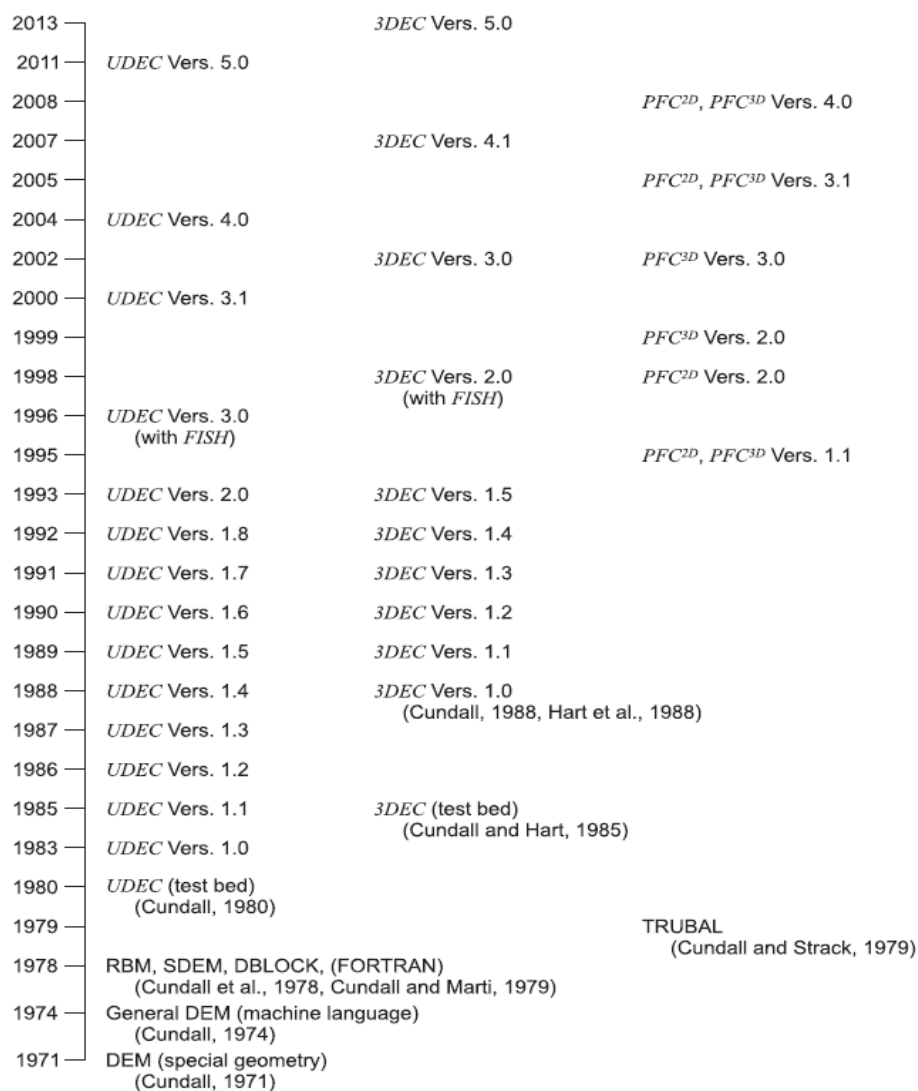 2013 3DEC Vers. 5.0
2011 UDEC Vers. 5.0
2008 PFC2D, PFC3D Vers. 4.0
2007 3DEC Vers. 4.1
2005 PFC2D, PFC3D Vers. 3.1
2004 UDEC Vers. 4.0
2002 3DEC Vers. 3.0 PFC3D Vers. 3.0
2000 UDEC Vers. 3.1
1999 PFC3D Vers. 2.0
1998 3DEC Vers. 2.0 PFC2D Vers. 2.0
(with FISH)
1996 UDEC Vers. 3.0
(with FISH)
1995 PFC2D, PFC3D Vers. 1.1
1993 UDEC Vers. 2.0 3DEC Vers. 1.5
1992 UDEC Vers. 1.8 3DEC Vers. 1.4
1991 UDEC Vers. 1.7 3DEC Vers. 1.3
1990 UDEC Vers. 1.6 3DEC Vers. 1.2
1989 UDEC Vers. 1.5 3DEC Vers. 1.1
1988 UDEC Vers. 1.4 3DEC Vers. 1.0
(Cundall, 1988, Hart et al., 1988)
1987 UDEC Vers. 1.3
1986 UDEC Vers. 1.2
1985 UDEC Vers. 1.1 3DEC (test bed)
(Cundall and Hart, 1985)
1983 UDEC Vers. 1.0
1980 UDEC (test bed)
(Cundall, 1980)
1979 TRUBAL
(Cundall and Strack, 1979)
1978 RBM, SDEM, DBLOCK, (FORTRAN)
(Cundall et al., 1978, Cundall and Marti, 1979)
1974 General DEM (machine language)
(Cundall, 1974)
1971 DEM (special geometry)
(Cundall, 1971)